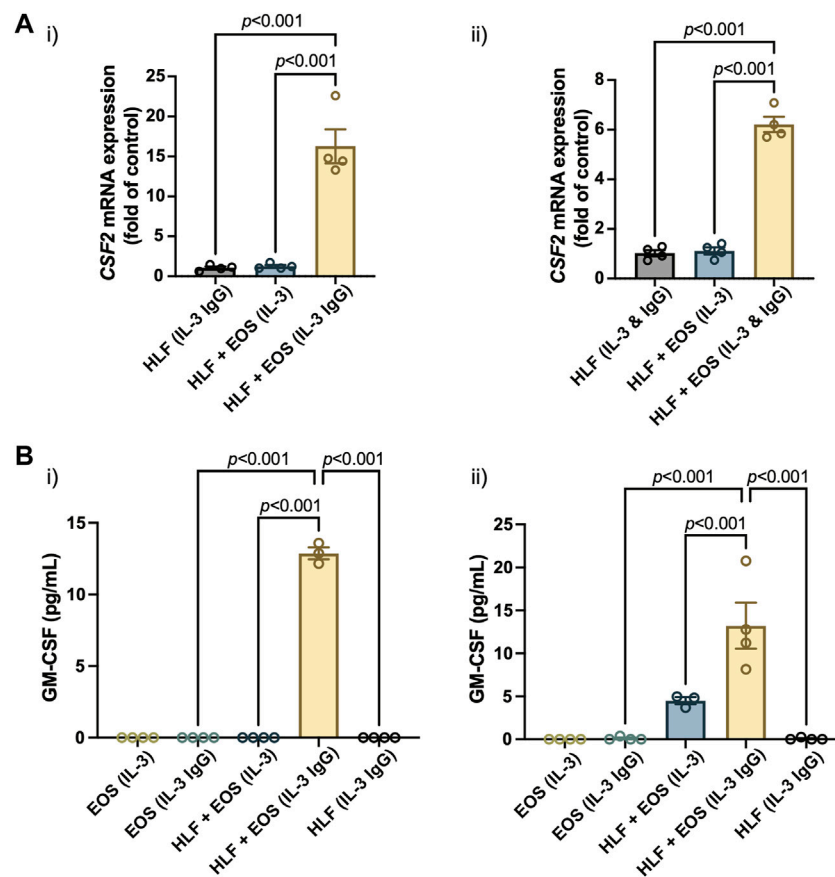 A
i)
p<0.001
p<0.001
CSF2 mRNA expression
(fold of control)
25
20
15
10
5
0
HLF (IL-3 IgG)
HLF + EOS (IL-3)
HLF + EOS (IL-3 IgG)
ii)
p<0.001
p<0.001
CSF2 mRNA expression
(fold of control)
8
6
4
2
0
HLF (IL-3 & IgG)
HLF + EOS (IL-3)
HLF + EOS (IL-3 & IgG)
B
i)
p<0.001 p<0.001
p<0.001
GM-CSF (pg/mL)
15
10
5
0
EOS (IL-3)
EOS (IL-3 IgG)
HLF + EOS (IL-3)
HLF + EOS (IL-3 IgG)
HLF (IL-3 IgG)
ii)
p<0.001 p<0.001
p<0.001
GM-CSF (pg/mL)
25
20
15
10
5
0
EOS (IL-3)
EOS (IL-3 IgG)
HLF + EOS (IL-3)
HLF + EOS (IL-3 IgG)
HLF (IL-3 IgG)